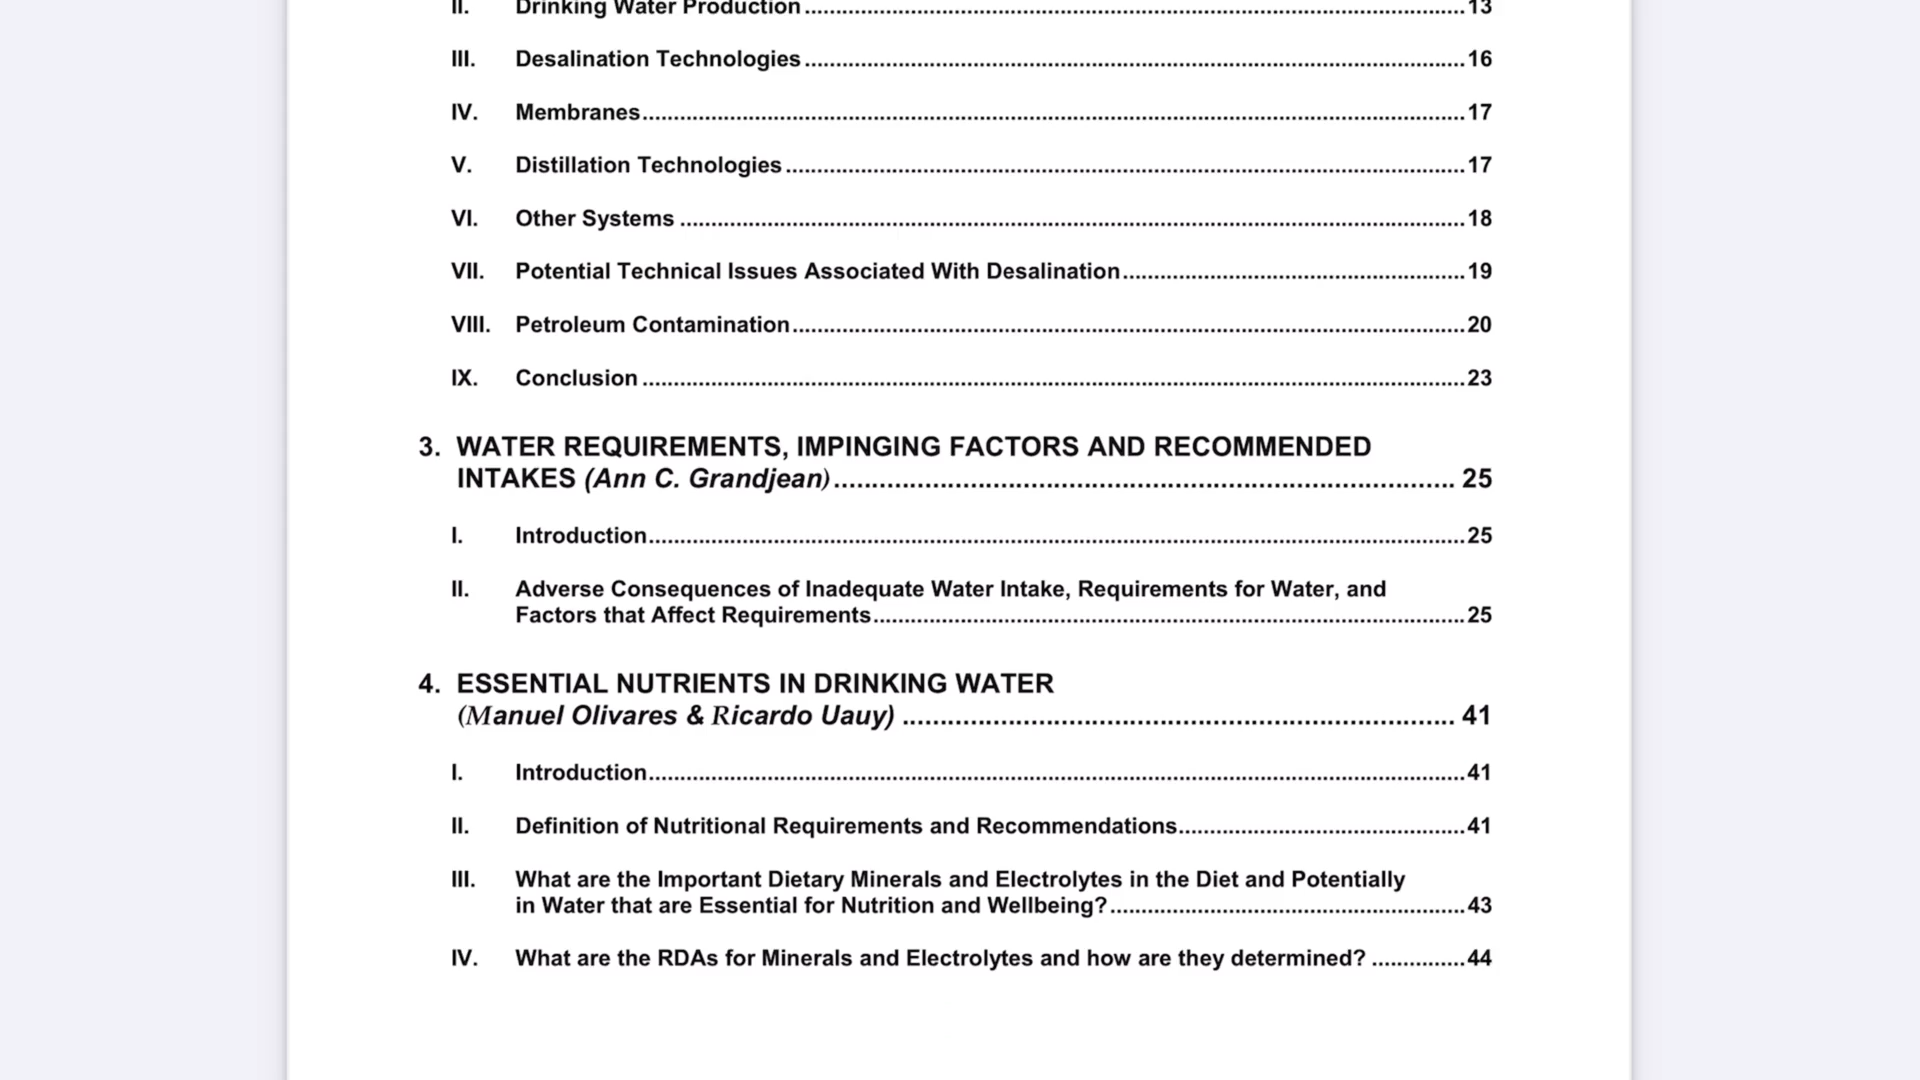 II. Drinking Water Production.......... 13
III. Desalination Technologies.......... 16
IV. Membranes.......... 17
V. Distillation Technologies.......... 17
VI. Other Systems.......... 18
VII. Potential Technical Issues Associated With Desalination.......... 19
VIII. Petroleum Contamination.......... 20
IX. Conclusion.......... 23
3. WATER REQUIREMENTS, IMPINGING FACTORS AND RECOMMENDED
INTAKES (Ann C. Grandjean).......... 25
I. Introduction.......... 25
II. Adverse Consequences of Inadequate Water Intake, Requirements for Water, and
Factors that Affect Requirements.......... 25
4. ESSENTIAL NUTRIENTS IN DRINKING WATER
(Manuel Olivares & Ricardo Uauy).......... 41
I. Introduction.......... 41
II. Definition of Nutritional Requirements and Recommendations.......... 41
III. What are the Important Dietary Minerals and Electrolytes in the Diet and Potentially
in Water that are Essential for Nutrition and Wellbeing?.......... 43
IV. What are the RDAs for Minerals and Electrolytes and how are they determined?.......... 44